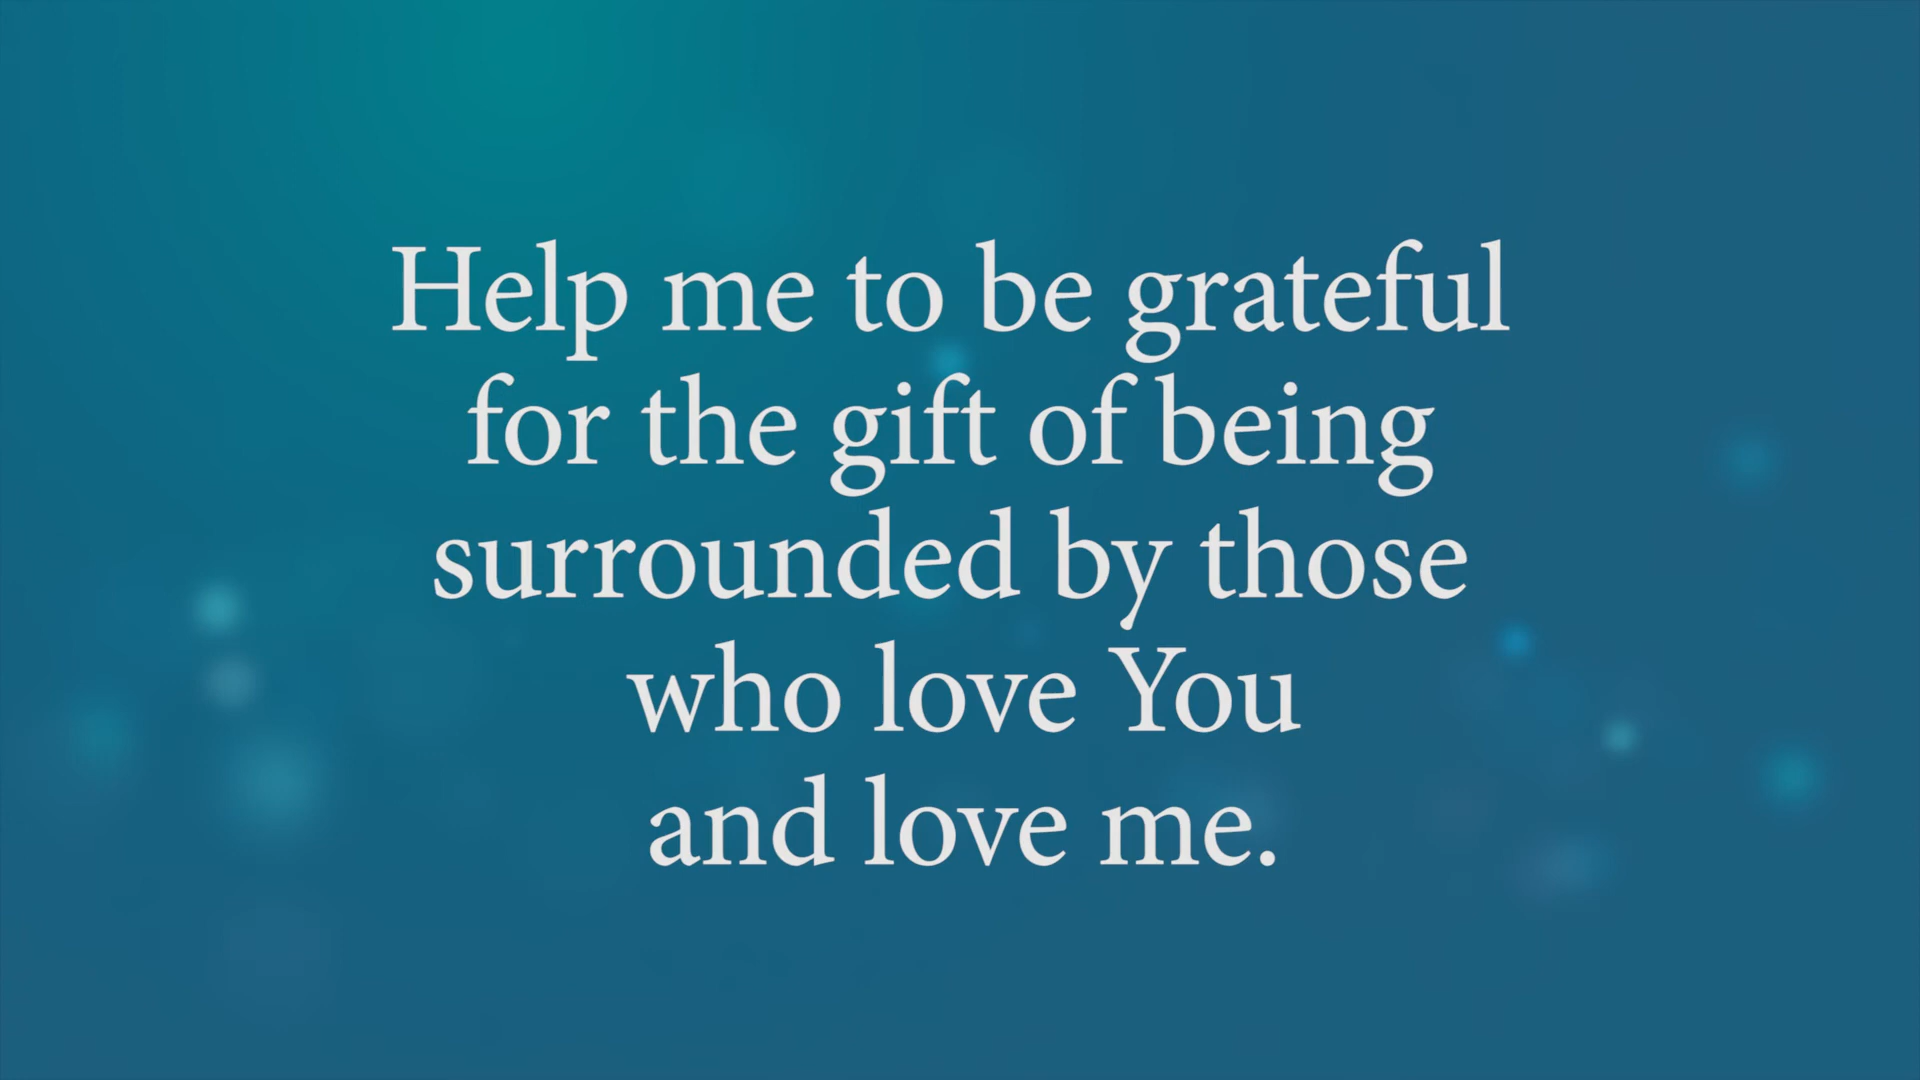 Help me to be grateful
for the gift of being
surrounded by those
who love You
and love me.